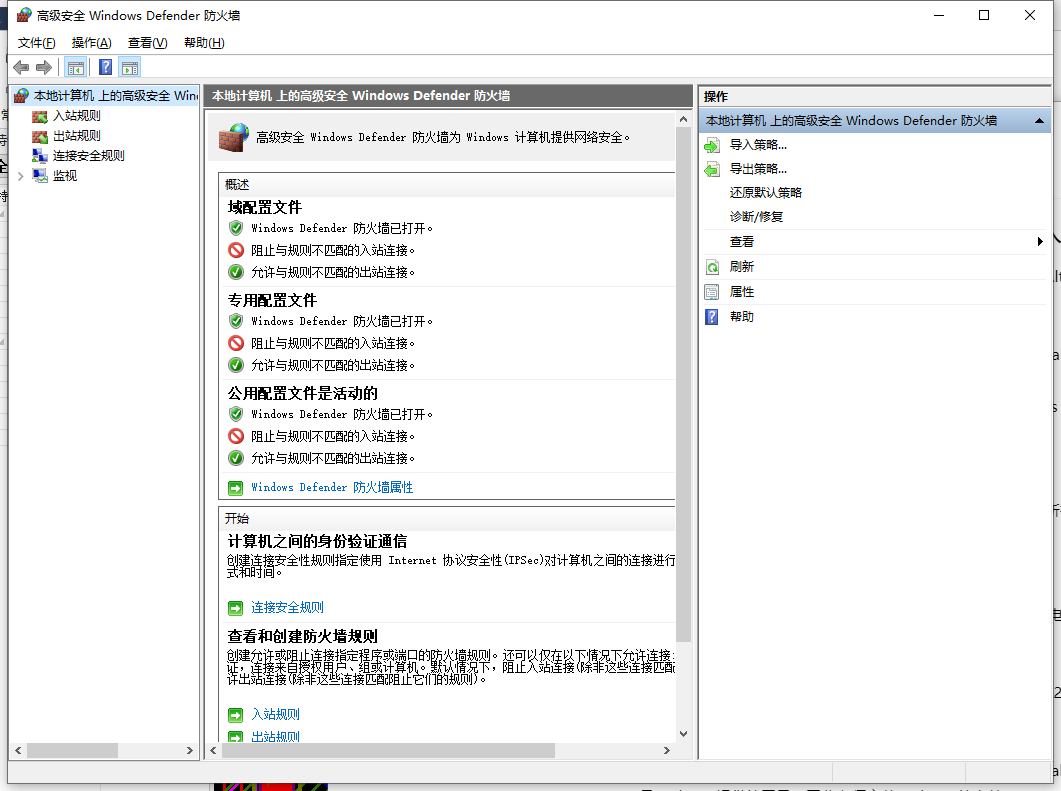 高级安全 Windows Defender 防火墙
文件(F) 操作(A) 查看(V) 帮助(H)
本地计算机 上的高级安全 Win
入站规则
出站规则
连接安全规则
监视
本地计算机 上的高级安全 Windows Defender 防火墙
高级安全 Windows Defender 防火墙为 Windows 计算机提供网络安全。
概述
域配置文件
Windows Defender 防火墙已打开。
阻止与规则不匹配的入站连接。
允许与规则不匹配的出站连接。
专用配置文件
Windows Defender 防火墙已打开。
阻止与规则不匹配的入站连接。
允许与规则不匹配的出站连接。
公用配置文件是活动的
Windows Defender 防火墙已打开。
阻止与规则不匹配的入站连接。
允许与规则不匹配的出站连接。
Windows Defender 防火墙属性
开始
计算机之间的身份验证通信
创建连接安全性规则指定使用 Internet 协议安全性(IPSec)对计算机之间的连接进行
式和时间。
连接安全规则
查看和创建防火墙规则
创建允许或阻止连接指定程序或端口的防火墙规则。还可以仅在以下情况下允许连接:
证，连接来自授权用户、组或计算机。默认情况下，阻止入站连接(除非这些连接匹配
许出站连接(除非这些连接匹配阻止它们的规则)。
入站规则
出站规则
操作
本地计算机 上的高级安全 Windows Defender 防火墙
导入策略...
导出策略...
还原默认策略
诊断/修复
查看
刷新
属性
帮助